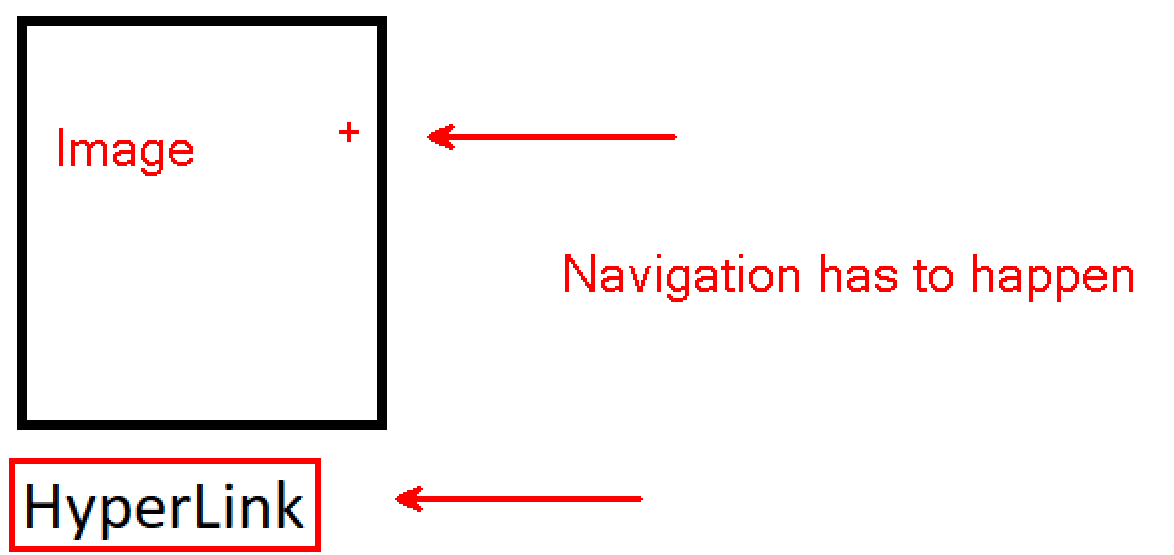 Image +
Navigation has to happen
HyperLink